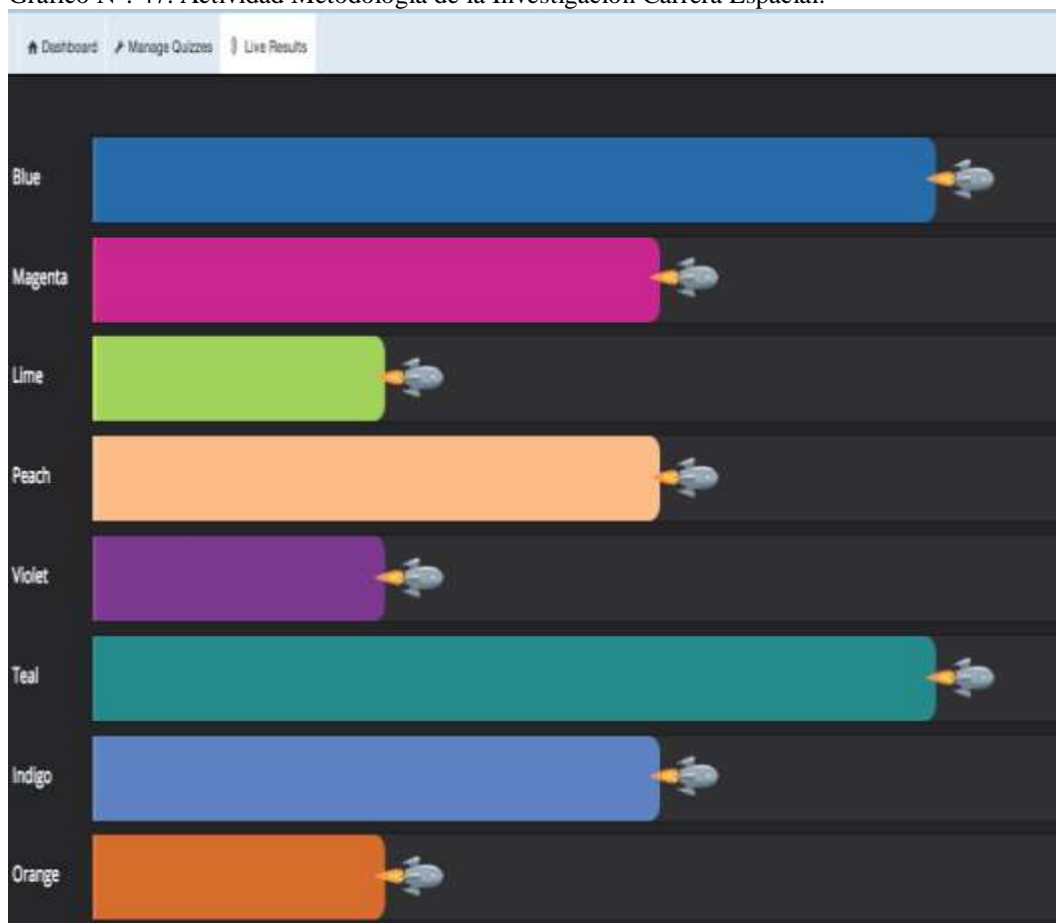 Gráfico Nº. 47. Actividad Metodología de la Investigación Carrera Espacial.
Dashboard Manage Quizzes Live Results
Blue
Magenta
Lime
Peach
Violet
Teal
Indigo
Orange